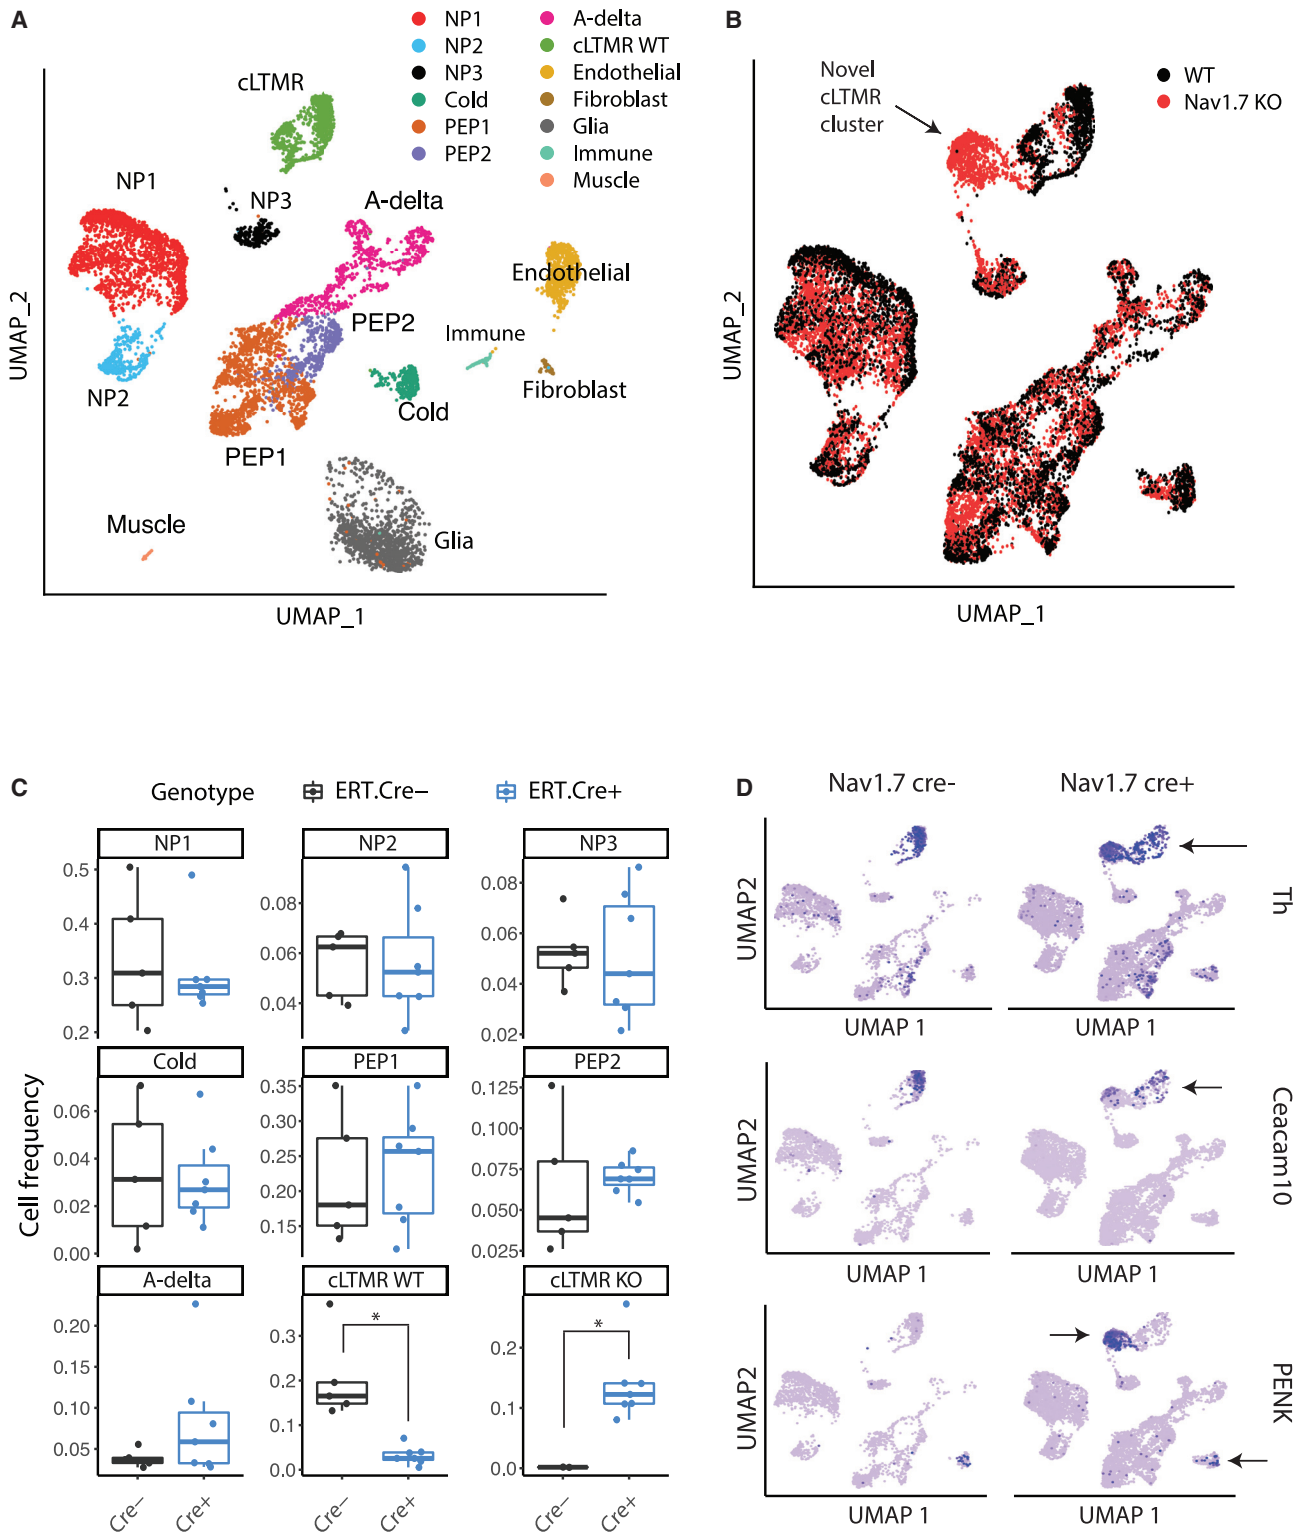 A
NP1
NP2
NP3
Cold
PEP1
PEP2
A-delta
cLTMR WT
Endothelial
Fibroblast
Glia
Immune
Muscle
cLTMR
NP1
NP3
A-delta
Endothelial
PEP2
Immune
NP2
Cold
Fibroblast
PEP1
Muscle
Glia
UMAP_2
UMAP_1
B
Novel
cLTMR
cluster
WT
Nav1.7 KO
UMAP_2
UMAP_1
C
Genotype
ERT.Cre−
ERT.Cre+
Cell frequency
NP1
0.5
0.4
0.3
0.2
NP2
0.08
0.06
0.04
NP3
0.08
0.06
0.04
0.02
Cold
0.06
0.04
0.02
0.00
PEP1
0.35
0.30
0.25
0.20
0.15
PEP2
0.125
0.100
0.075
0.050
0.025
A-delta
0.20
0.15
0.10
0.05
cLTMR WT
*
0.3
0.2
0.1
0.0
cLTMR KO
*
0.2
0.1
0.0
Cre−
Cre+
Cre−
Cre+
Cre−
Cre+
D
Nav1.7 cre-
Nav1.7 cre+
UMAP2
Th
UMAP 1
UMAP 1
UMAP2
Ceacam10
UMAP 1
UMAP 1
UMAP2
PENK
UMAP 1
UMAP 1